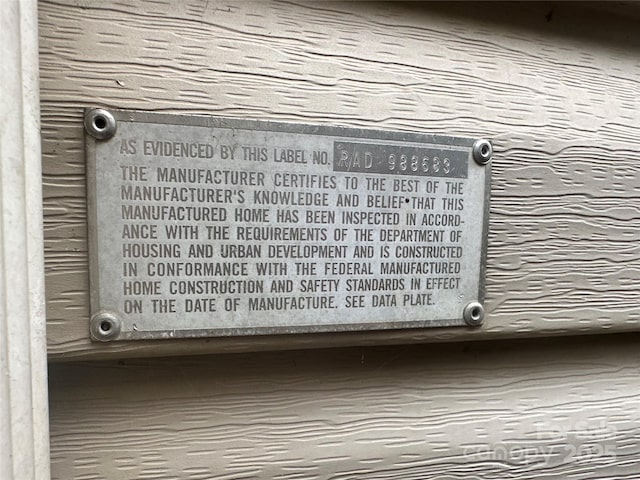 AS EVIDENCED BY THIS LABEL NO. RAD 988583
THE MANUFACTURER CERTIFIES TO THE BEST OF THE
MANUFACTURER'S KNOWLEDGE AND BELIEF THAT THIS
MANUFACTURED HOME HAS BEEN INSPECTED IN ACCORD-
ANCE WITH THE REQUIREMENTS OF THE DEPARTMENT OF
HOUSING AND URBAN DEVELOPMENT AND IS CONSTRUCTED
IN CONFORMANCE WITH THE FEDERAL MANUFACTURED
HOME CONSTRUCTION AND SAFETY STANDARDS IN EFFECT
ON THE DATE OF MANUFACTURE. SEE DATA PLATE.
canopy 2025